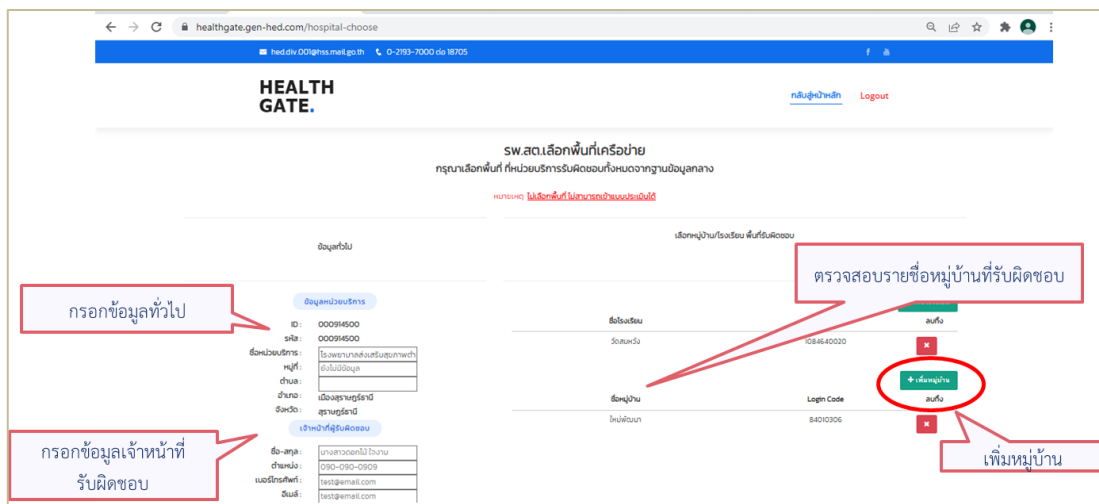 healthgate.gen-hed.com/hospital-choose
hed.div.001@hss.mail.go.th 0-2193-7000 ต่อ 18705
HEALTH
GATE.
กลับสู่หน้าหลัก Logout
รพ.สต.เลือกพื้นที่เครือข่าย
กรุณาเลือกพื้นที่ ที่หน่วยบริการรับผิดชอบทั้งหมดจากฐานข้อมูลกลาง
หมายเหตุ ไม่เลือกพื้นที่ ไม่สามารถเข้าแบบประเมินได้
ข้อมูลทั่วไป
เลือกหมู่บ้าน/โรงเรียน พื้นที่รับผิดชอบ
ตรวจสอบรายชื่อหมู่บ้านที่รับผิดชอบ
กรอกข้อมูลทั่วไป
ข้อมูลหน่วยบริการ
ID : 000914500
รหัส : 000914500
ชื่อหน่วยบริการ : โรงพยาบาลส่งเสริมสุขภาพตำ
หมู่ที่ : ยังไม่มีข้อมูล
ตำบล :
อำเภอ : เมืองสุราษฎร์ธานี
จังหวัด : สุราษฎร์ธานี
ชื่อโรงเรียน ลบทิ้ง
วัดสมหวัง 1084640020
+ เพิ่มหมู่บ้าน
ชื่อหมู่บ้าน Login Code ลบทิ้ง
ใหม่พัฒนา 84010306
เพิ่มหมู่บ้าน
เจ้าหน้าที่ผู้รับผิดชอบ
กรอกข้อมูลเจ้าหน้าที่
รับผิดชอบ
ชื่อ-สกุล : นางสาวดอกไม้ ใจงาม
ตำแหน่ง : 090-090-0909
เบอร์โทรศัพท์ : test@email.com
อีเมล์ : test@email.com